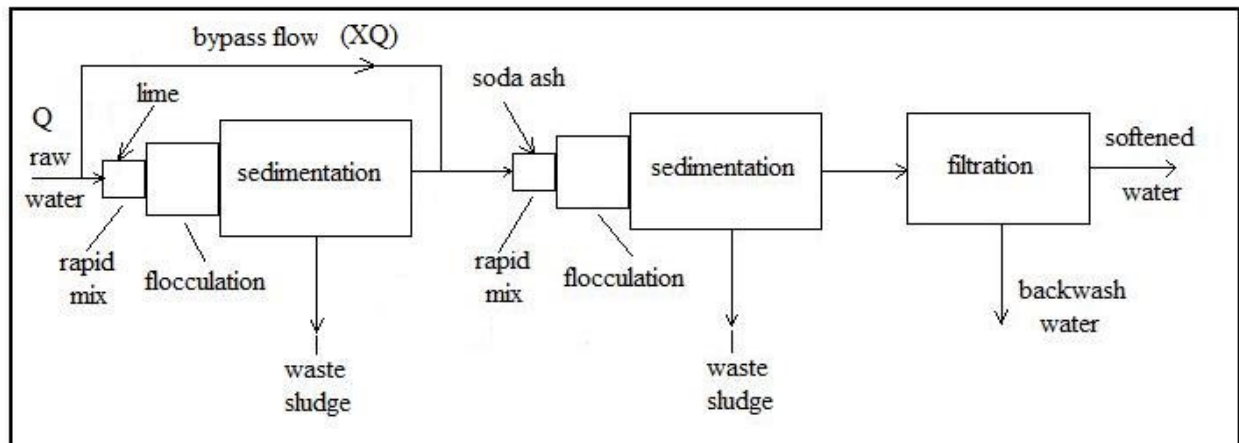 bypass flow (XQ)
lime
soda ash
Q
raw
water
sedimentation
sedimentation
filtration
softened
water
rapid
mix
flocculation
rapid
mix
flocculation
backwash
water
waste
sludge
waste
sludge